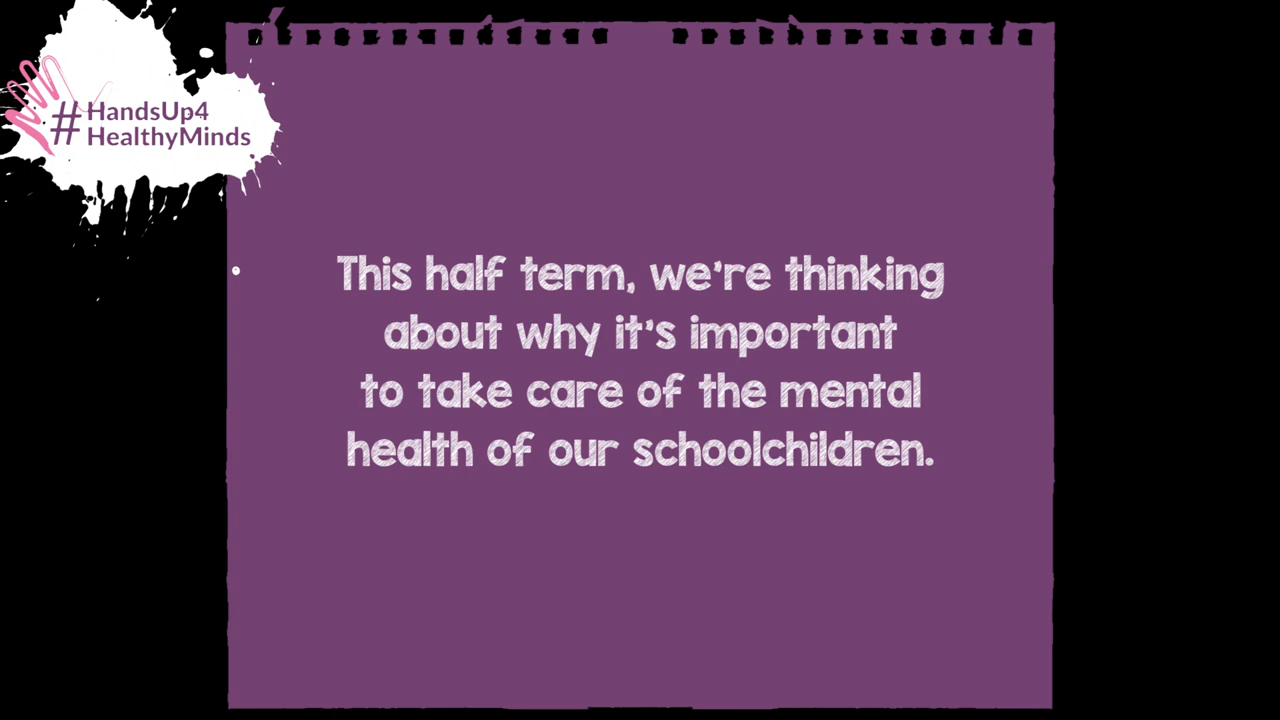 #HandsUp4
HealthyMinds
This half term, we're thinking
about why it's important
to take care of the mental
health of our schoolchildren.